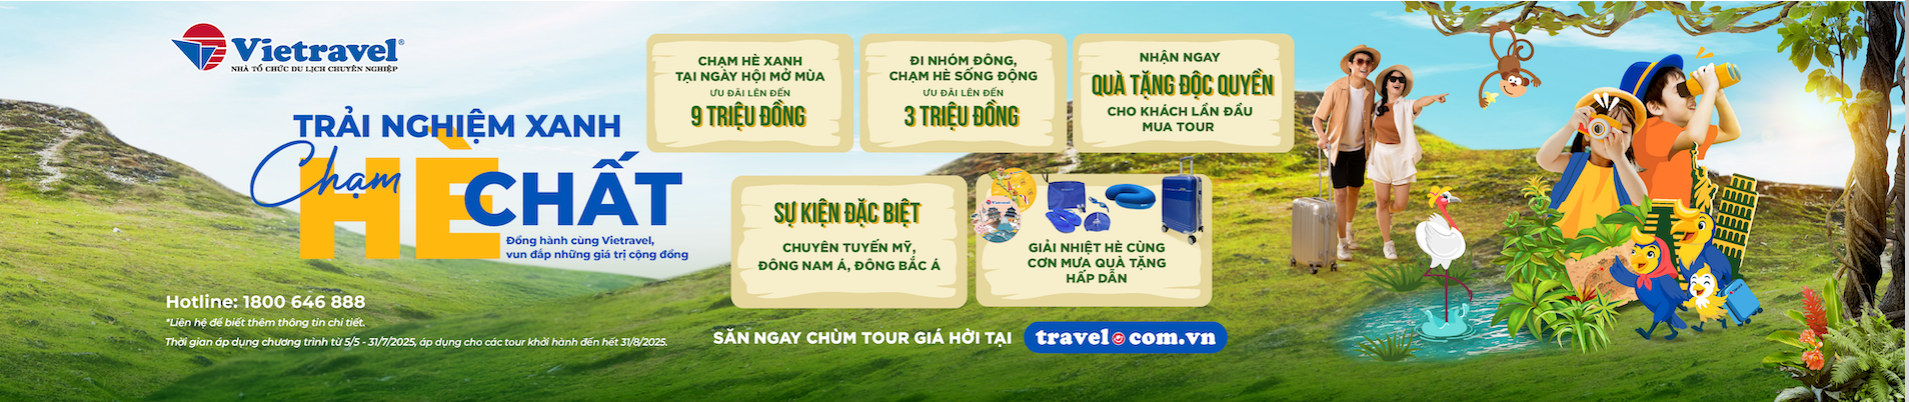 Vietravel®
NHÀ TỔ CHỨC DU LỊCH CHUYÊN NGHIỆP
TRẢI NGHIỆM XANH
Chạm
HÈ CHẤT
Đồng hành cùng Vietravel,
vun đắp những giá trị cộng đồng
Hotline: 1800 646 888
*Liên hệ để biết thêm thông tin chi tiết.
Thời gian áp dụng chương trình từ 5/5 - 31/7/2025, áp dụng cho các tour khởi hành đến hết 31/8/2025.
CHẠM HÈ XANH
TẠI NGÀY HỘI MỞ MÙA
ƯU ĐÃI LÊN ĐẾN
9 TRIỆU ĐỒNG
ĐI NHÓM ĐÔNG,
CHẠM HÈ SỐNG ĐỘNG
ƯU ĐÃI LÊN ĐẾN
3 TRIỆU ĐỒNG
NHẬN NGAY
QUÀ TẶNG ĐỘC QUYỀN
CHO KHÁCH LẦN ĐẦU
MUA TOUR
SỰ KIỆN ĐẶC BIỆT
CHUYÊN TUYẾN MỸ,
ĐÔNG NAM Á, ĐÔNG BẮC Á
GIẢI NHIỆT HÈ CÙNG
CƠN MƯA QUÀ TẶNG
HẤP DẪN
SĂN NGAY CHÙM TOUR GIÁ HỜI TẠI
travel.com.vn